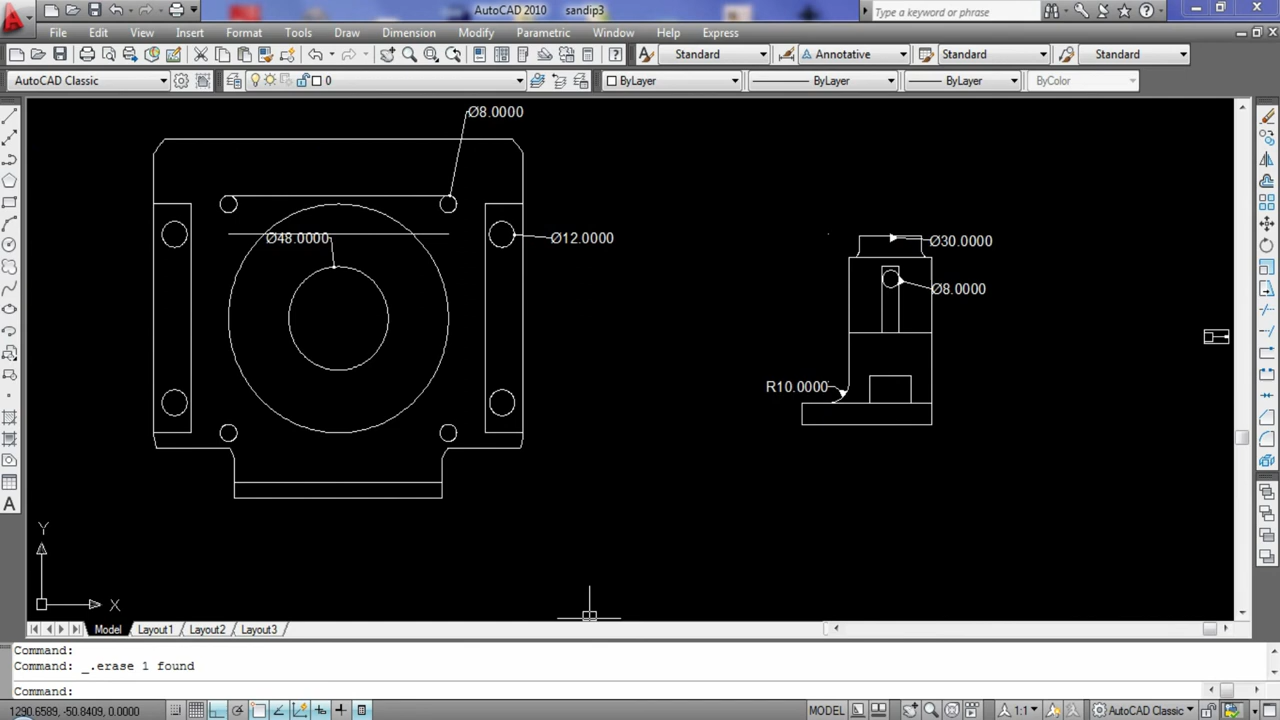 AutoCAD 2010 sandip3
Type a keyword or phrase
File Edit View Insert Format Tools Draw Dimension Modify Parametric Window Help Express
Standard Annotative Standard Standard
AutoCAD Classic 0 ByLayer ByLayer ByLayer ByColor
Ø8.0000
Ø48.0000 Ø12.0000 Ø30.0000
Ø8.0000
R10.0000
Y
X
Model Layout1 Layout2 Layout3
Command:
Command: _.erase 1 found
Command:
1290.6589, -50.8409, 0.0000 MODEL 1:1 AutoCAD Classic